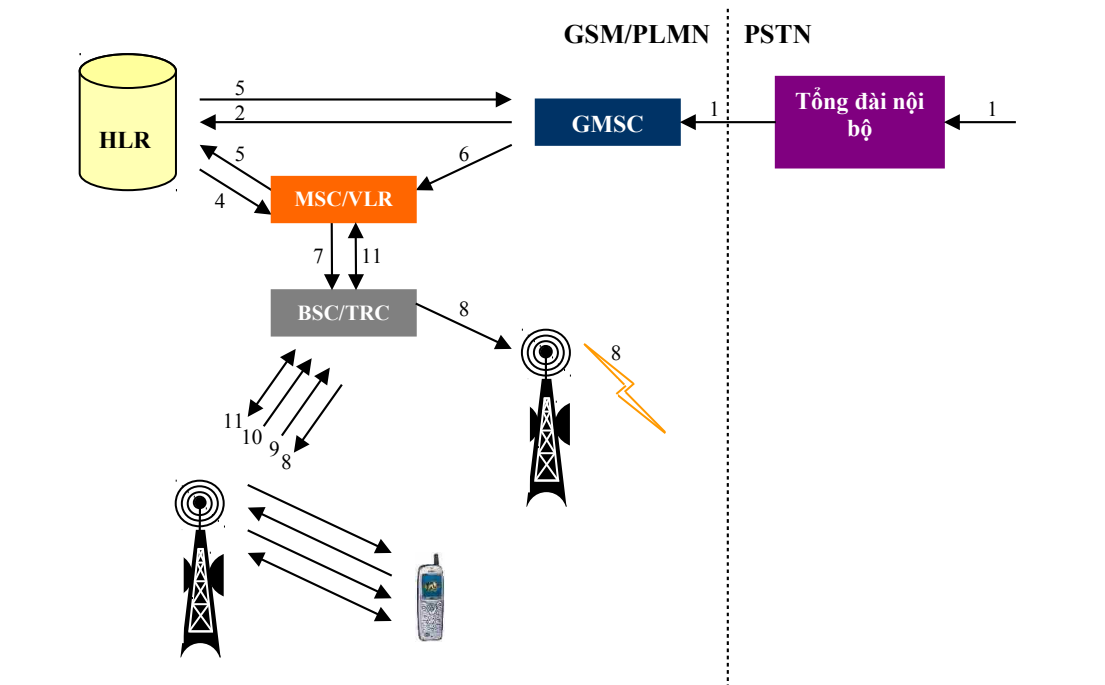 GSM/PLMN
PSTN
5
2
HLR
GMSC
1
Tổng đài nội
bộ
1
5
4
6
MSC/VLR
7
11
BSC/TRC
8
8
11
10
9
8